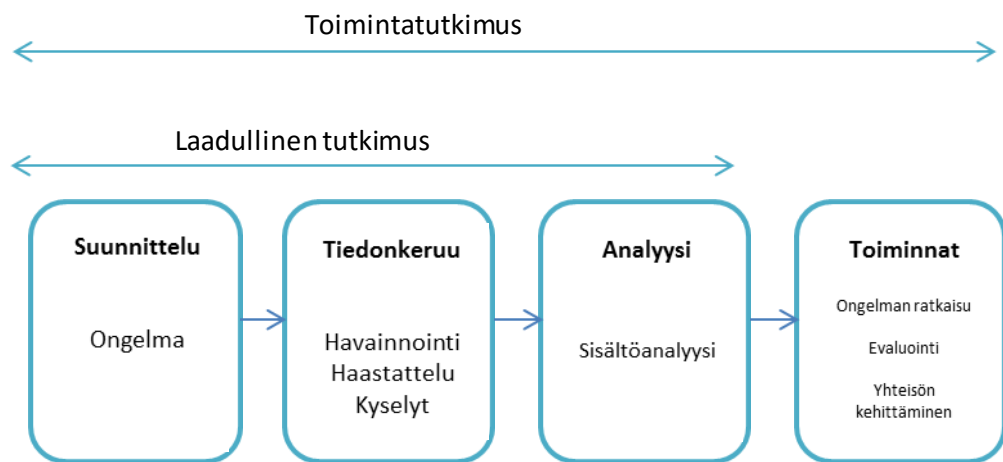 Toimintatutkimus
Laadullinen tutkimus
Suunnittelu
Ongelma
Tiedonkeruu
Havainnointi
Haastattelu
Kyselyt
Analyysi
Sisältöanalyysi
Toiminnat
Ongelman ratkaisu
Evaluointi
Yhteisön
kehittäminen